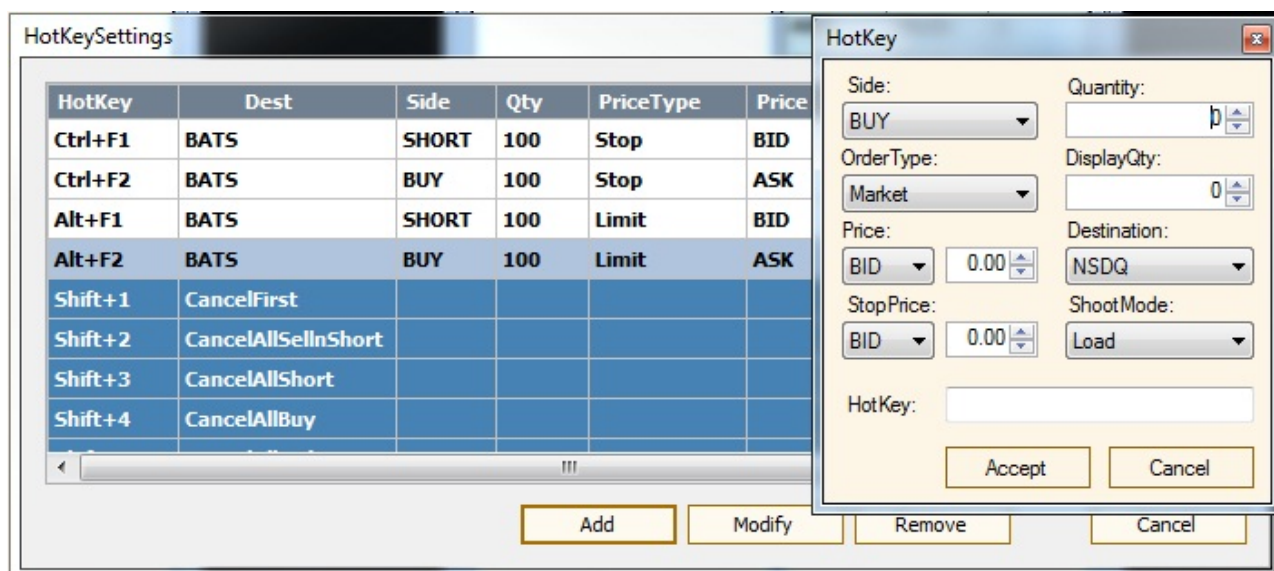 HotKeySettings
HotKey Dest Side Qty PriceType Price
Ctrl+F1 BATS SHORT 100 Stop BID
Ctrl+F2 BATS BUY 100 Stop ASK
Alt+F1 BATS SHORT 100 Limit BID
Alt+F2 BATS BUY 100 Limit ASK
Shift+1 CancelFirst
Shift+2 CancelAllSellnShort
Shift+3 CancelAllShort
Shift+4 CancelAllBuy
Add Modify Remove Cancel
HotKey
Side: Quantity:
BUY 0
OrderType: DisplayQty:
Market 0
Price: Destination:
BID 0.00 NSDQ
StopPrice: ShootMode:
BID 0.00 Load
HotKey:
Accept Cancel